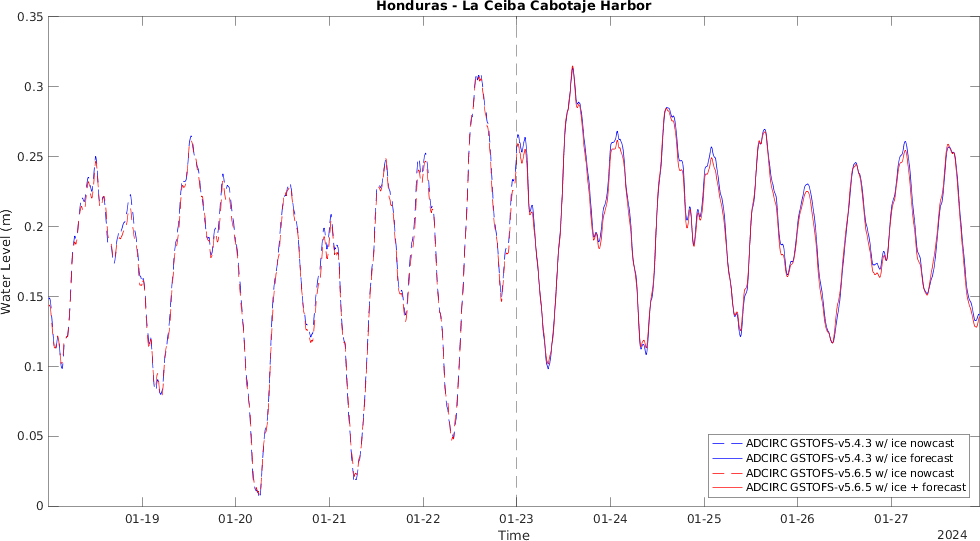 Honduras - La Ceiba Cabotaje Harbor
0.35
0.3
0.25
0.2
0.15
0.1
0.05
0
Water Level (m)
01-19 01-20 01-21 01-22 01-23 01-24 01-25 01-26 01-27
Time
2024
ADCIRC GSTOFS-v5.4.3 w/ ice nowcast
ADCIRC GSTOFS-v5.4.3 w/ ice forecast
ADCIRC GSTOFS-v5.6.5 w/ ice nowcast
ADCIRC GSTOFS-v5.6.5 w/ ice + forecast